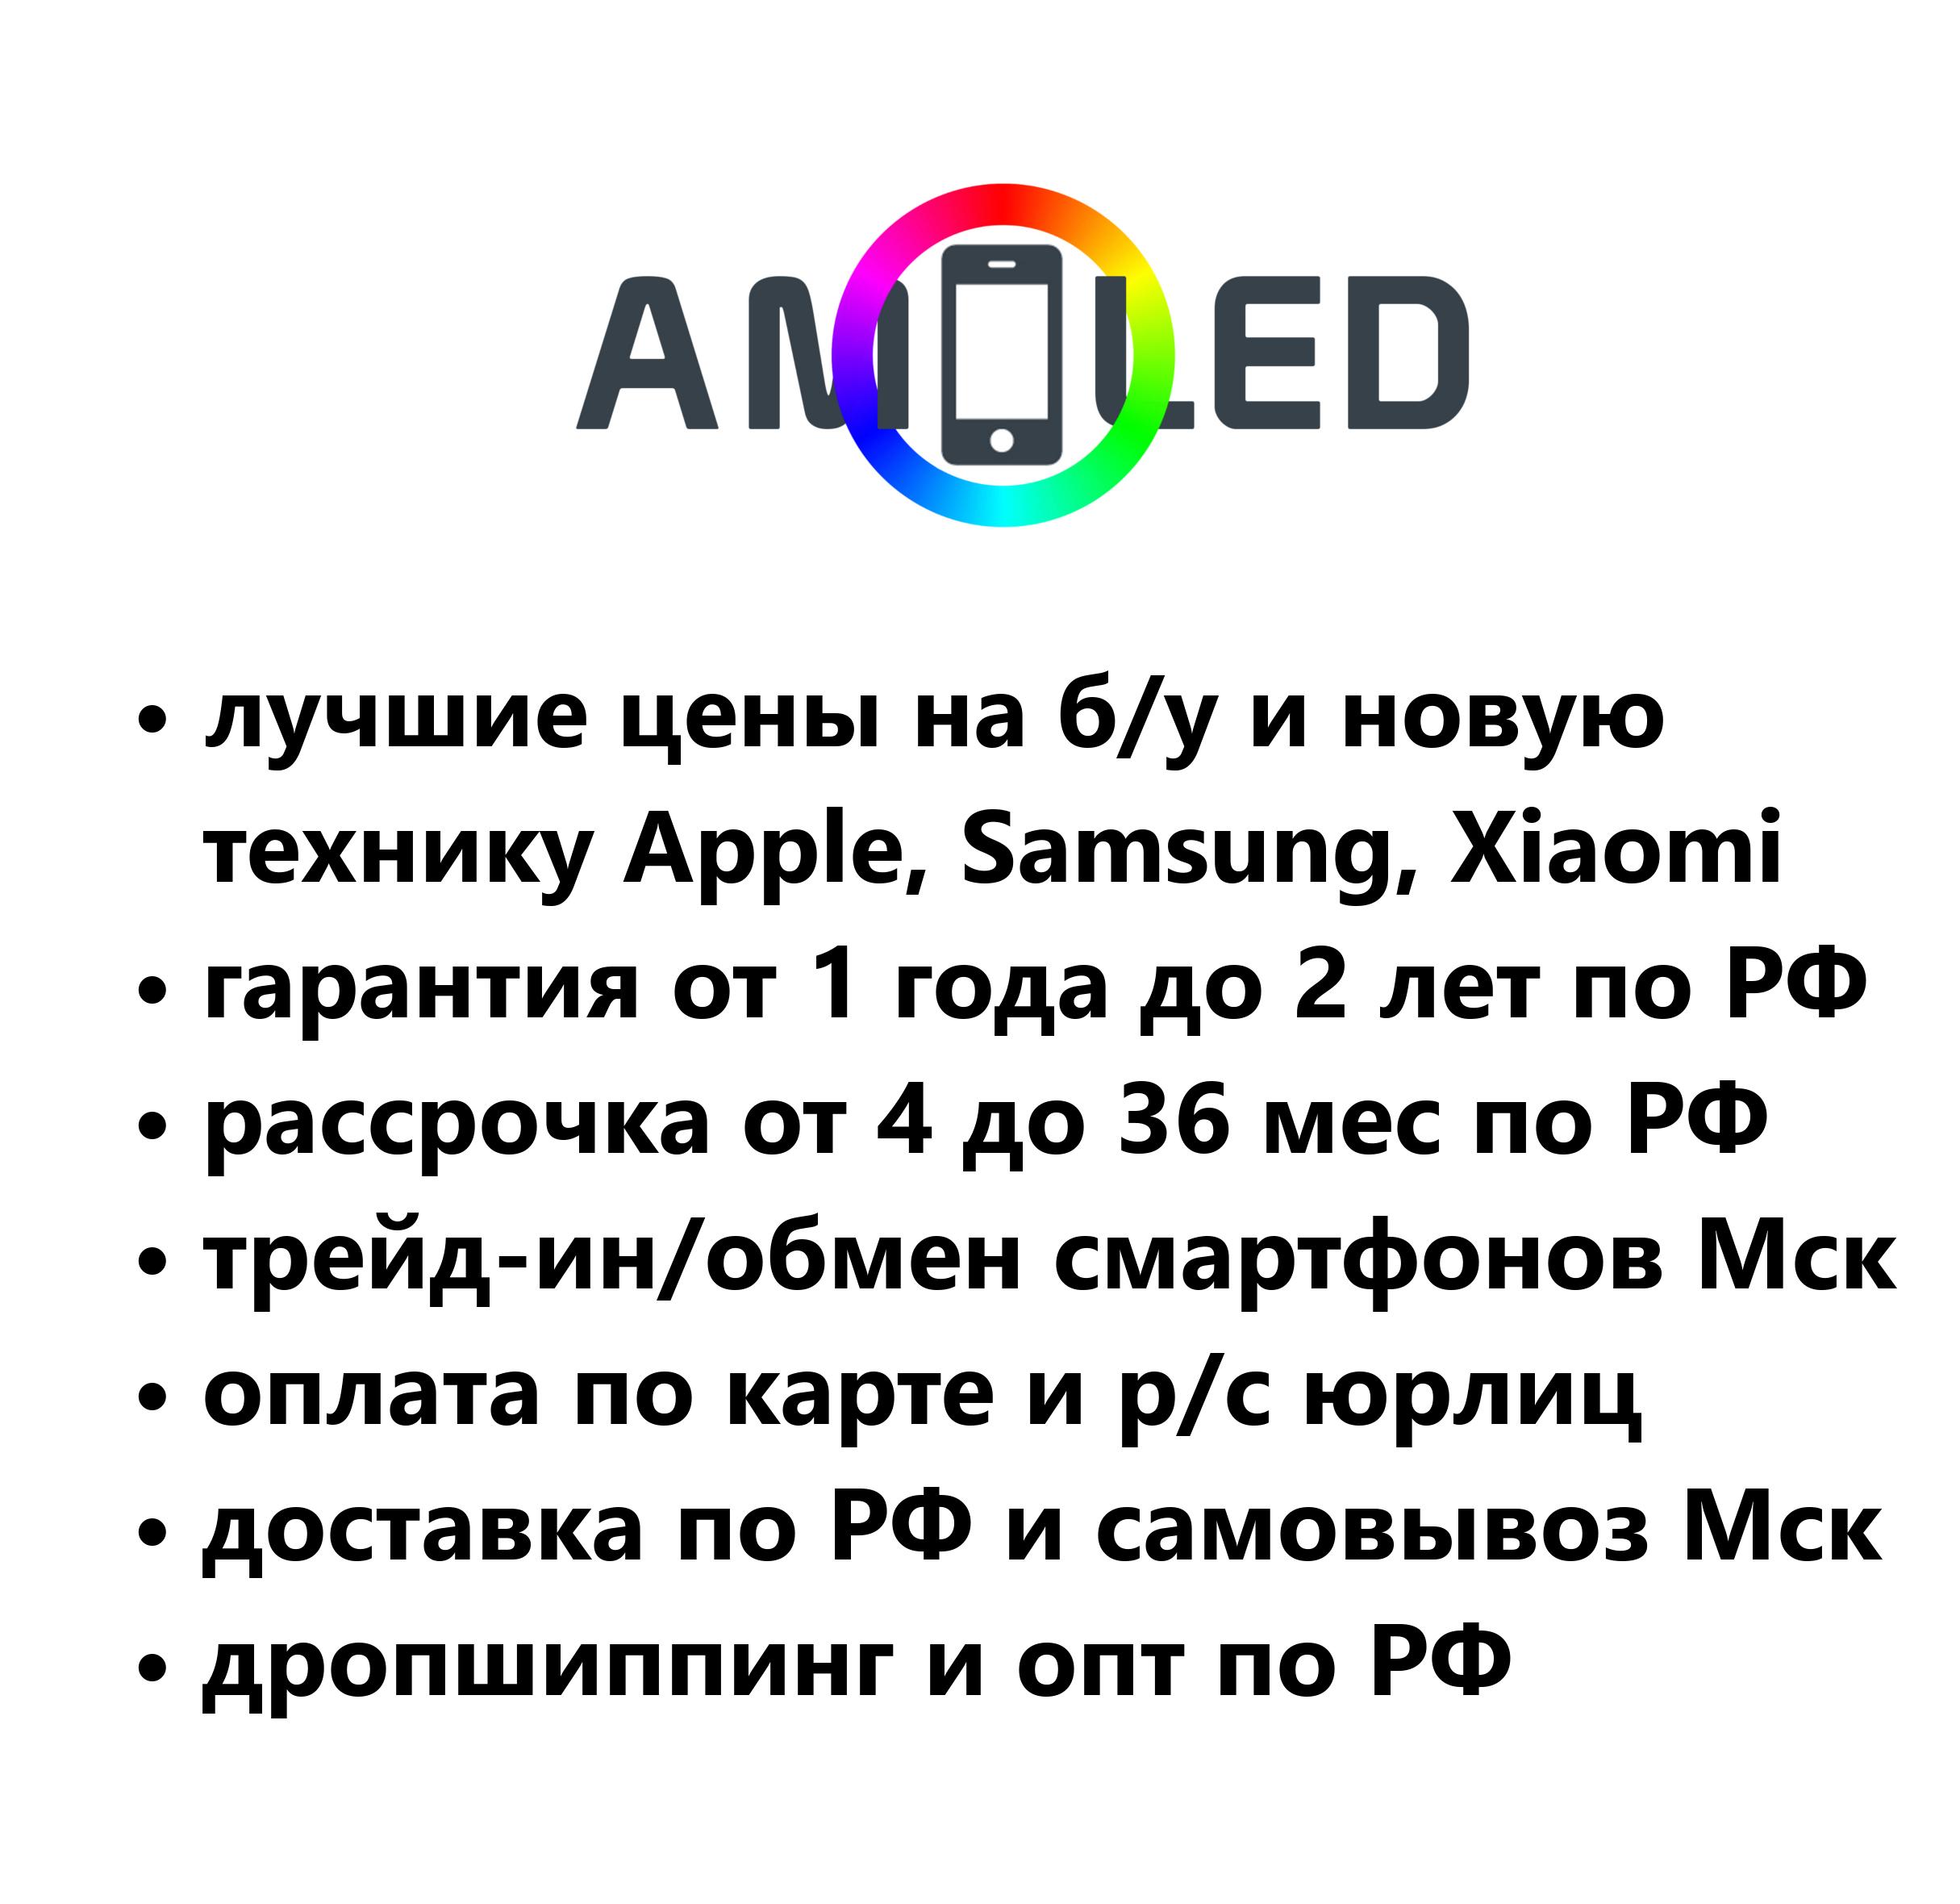 AMOLED
• лучшие цены на б/у и новую
технику Apple, Samsung, Xiaomi
• гарантия от 1 года до 2 лет по РФ
• рассрочка от 4 до 36 мес по РФ
• трейд-ин/обмен смартфонов Мск
• оплата по карте и р/с юрлиц
• доставка по РФ и самовывоз Мск
• дропшиппинг и опт по РФ